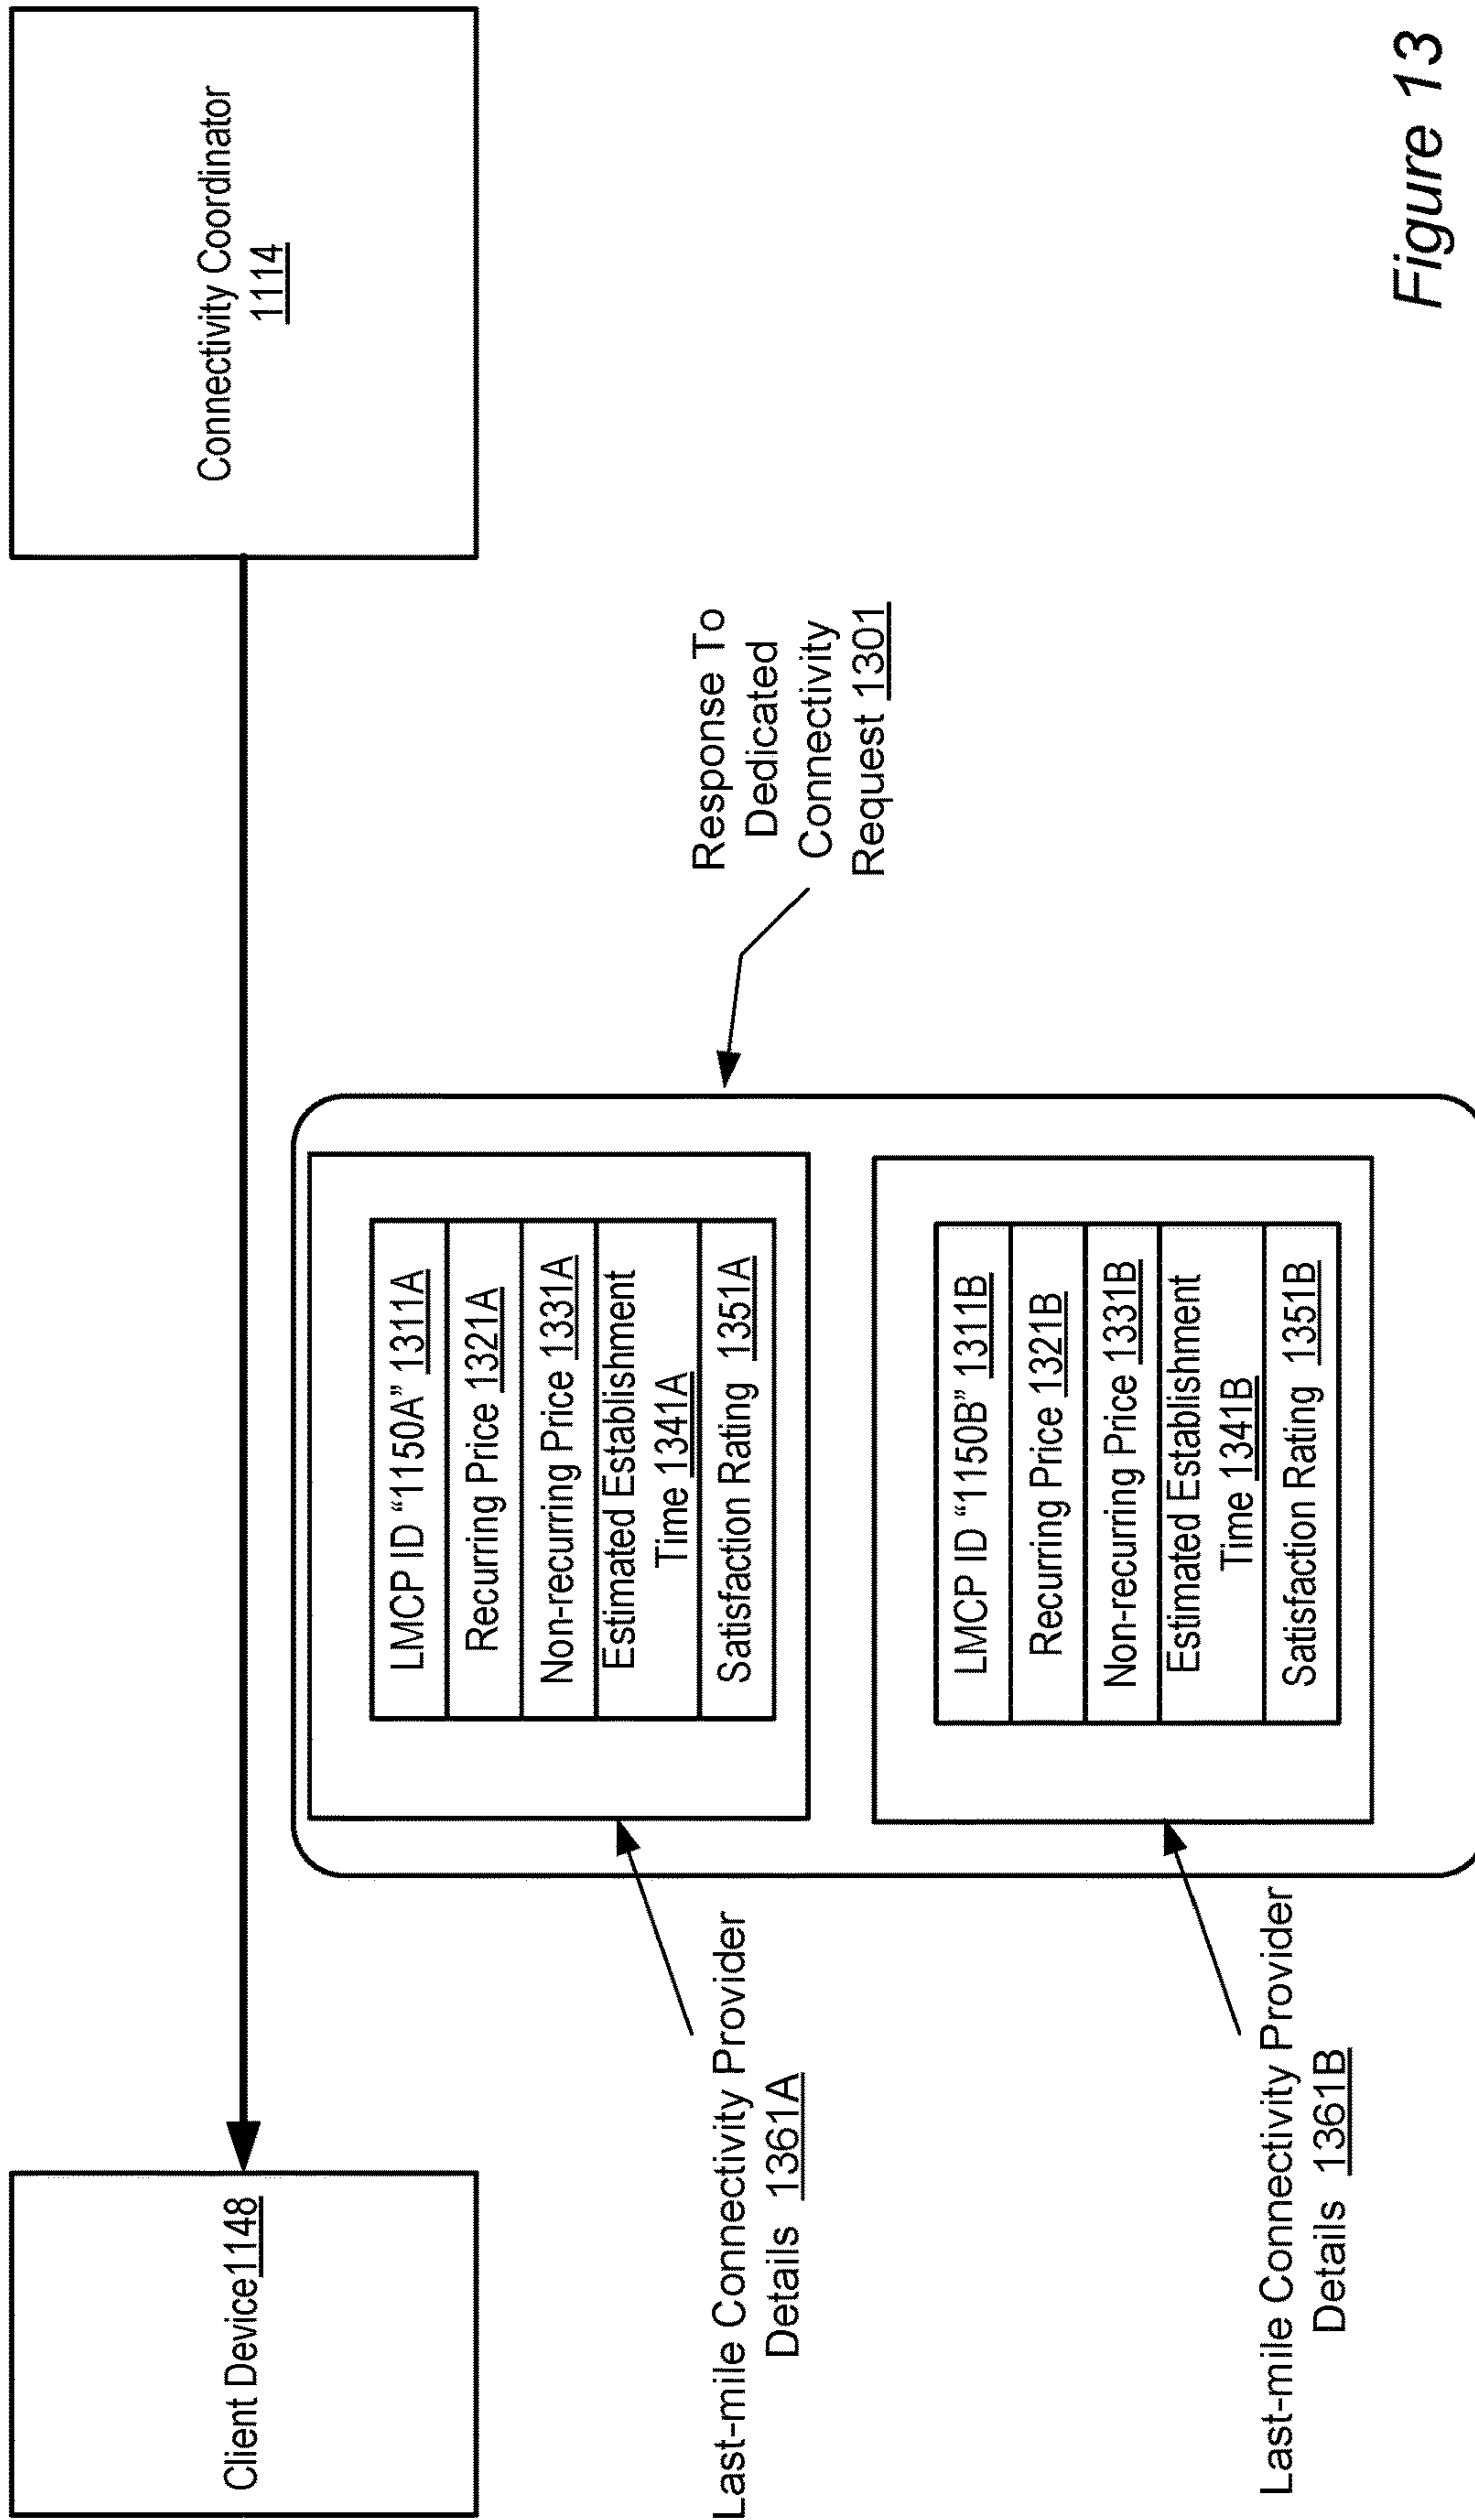 Client Device1148
Connectivity Coordinator
1114
Response To
Dedicated
Connectivity
Request 1301
LMCP ID “1150A” 1311A
Recurring Price 1321A
Non-recurring Price 1331A
Estimated Establishment
Time 1341A
Satisfaction Rating 1351A
Last-mile Connectivity Provider
Details 1361A
LMCP ID “1150B” 1311B
Recurring Price 1321B
Non-recurring Price 1331B
Estimated Establishment
Time 1341B
Satisfaction Rating 1351B
Last-mile Connectivity Provider
Details 1361B
Figure 13